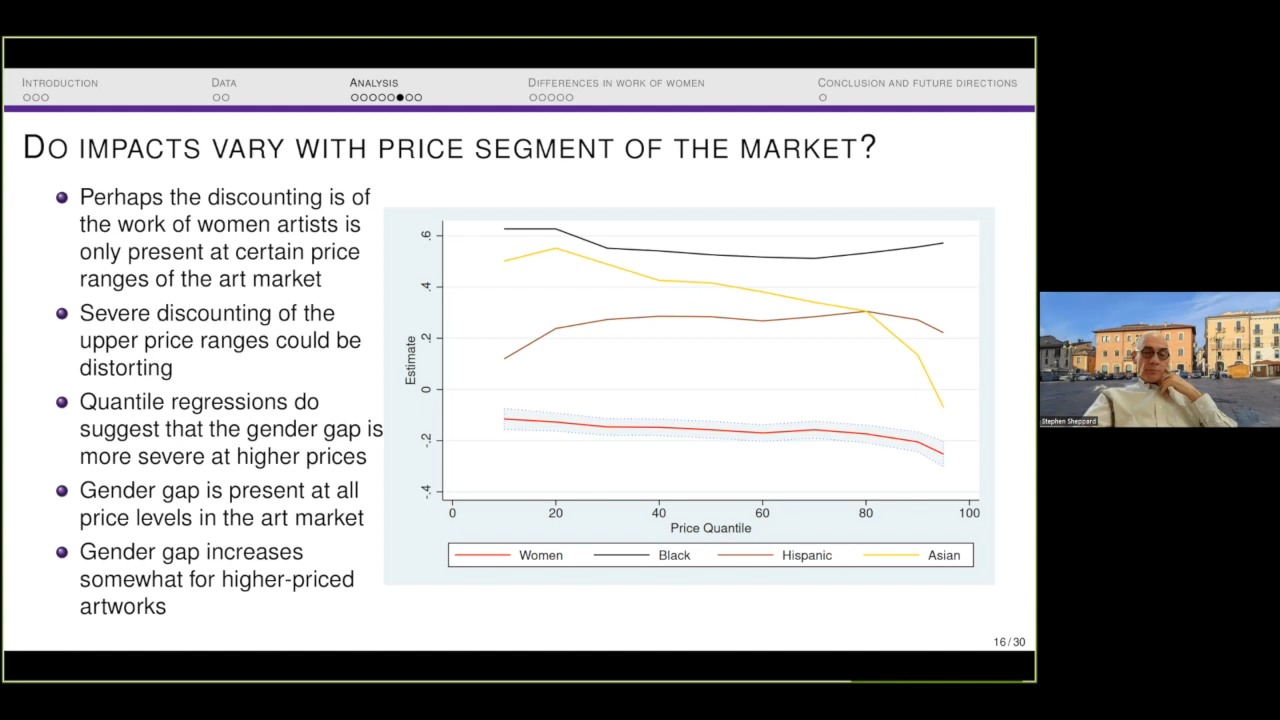 INTRODUCTION
DATA
ANALYSIS
DIFFERENCES IN WORK OF WOMEN
CONCLUSION AND FUTURE DIRECTIONS
DO IMPACTS VARY WITH PRICE SEGMENT OF THE MARKET?
Perhaps the discounting is of
the work of women artists is
only present at certain price
ranges of the art market
Severe discounting of the
upper price ranges could be
distorting
Quantile regressions do
suggest that the gender gap is
more severe at higher prices
Gender gap is present at all
price levels in the art market
Gender gap increases
somewhat for higher-priced
artworks
Estimate
.6
.4
.2
0
-.2
-.4
0 20 40 60 80 100
Price Quantile
Women Black Hispanic Asian
16 / 30
Stephen Sheppard